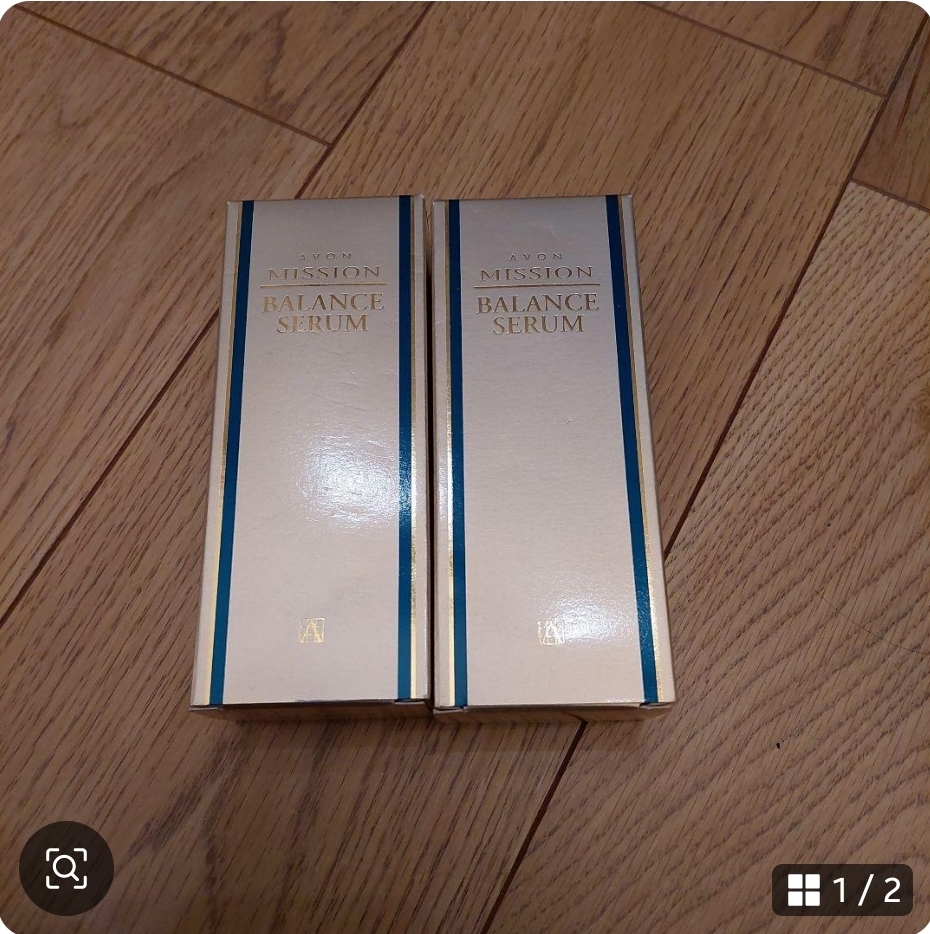 AVON
MISSION
BALANCE
SERUM
AVON
MISSION
BALANCE
SERUM
A
A
1 / 2